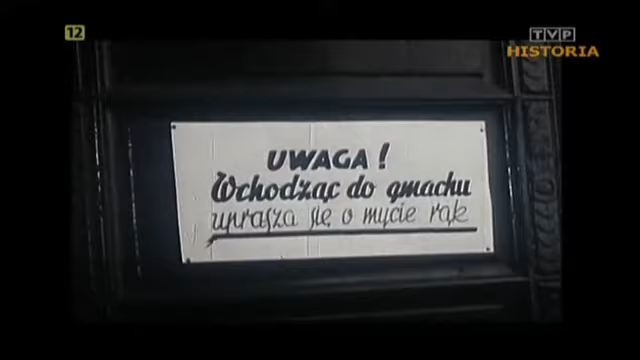 12
TVP
HISTORIA
UWAGA!
Wchodząc do gmachu
uprasza się o mycie rąk